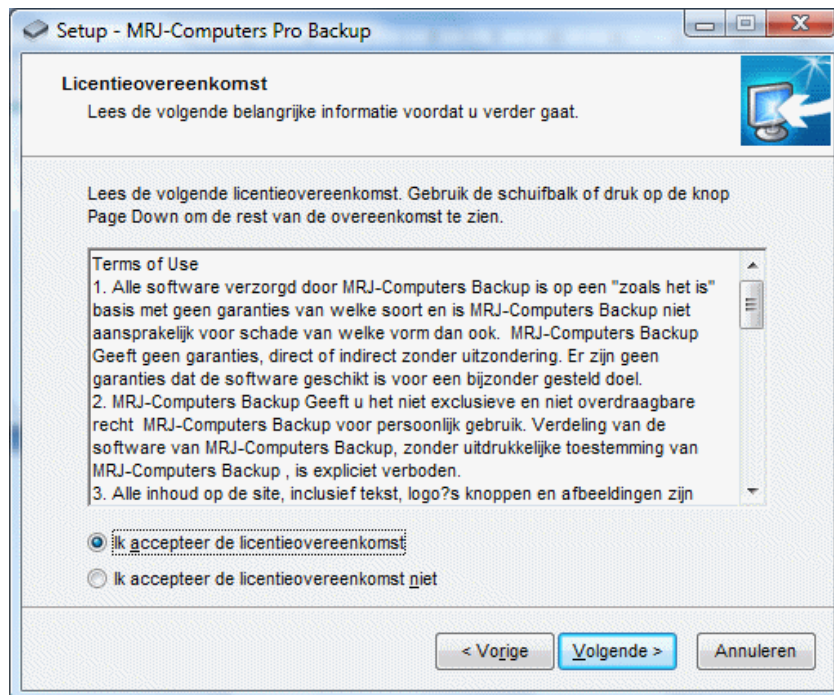 Setup - MRJ-Computers Pro Backup
Licentieovereenkomst
Lees de volgende belangrijke informatie voordat u verder gaat.
Lees de volgende licentieovereenkomst. Gebruik de schuifbalk of druk op de knop
Page Down om de rest van de overeenkomst te zien.
Terms of Use
1. Alle software verzorgd door MRJ-Computers Backup is op een "zoals het is"
basis met geen garanties van welke soort en is MRJ-Computers Backup niet
aansprakelijk voor schade van welke vorm dan ook.  MRJ-Computers Backup
Geeft geen garanties, direct of indirect zonder uitzondering. Er zijn geen
garanties dat de software geschikt is voor een bijzonder gesteld doel.
2. MRJ-Computers Backup Geeft u het niet exclusieve en niet overdraagbare
recht  MRJ-Computers Backup voor persoonlijk gebruik. Verdeling van de
software van MRJ-Computers Backup, zonder uitdrukkelijke toestemming van
MRJ-Computers Backup , is expliciet verboden.
3. Alle inhoud op de site, inclusief tekst, logo?s knoppen en afbeeldingen zijn
Ik accepteer de licentieovereenkomst
Ik accepteer de licentieovereenkomst niet
< Vorige
Volgende >
Annuleren